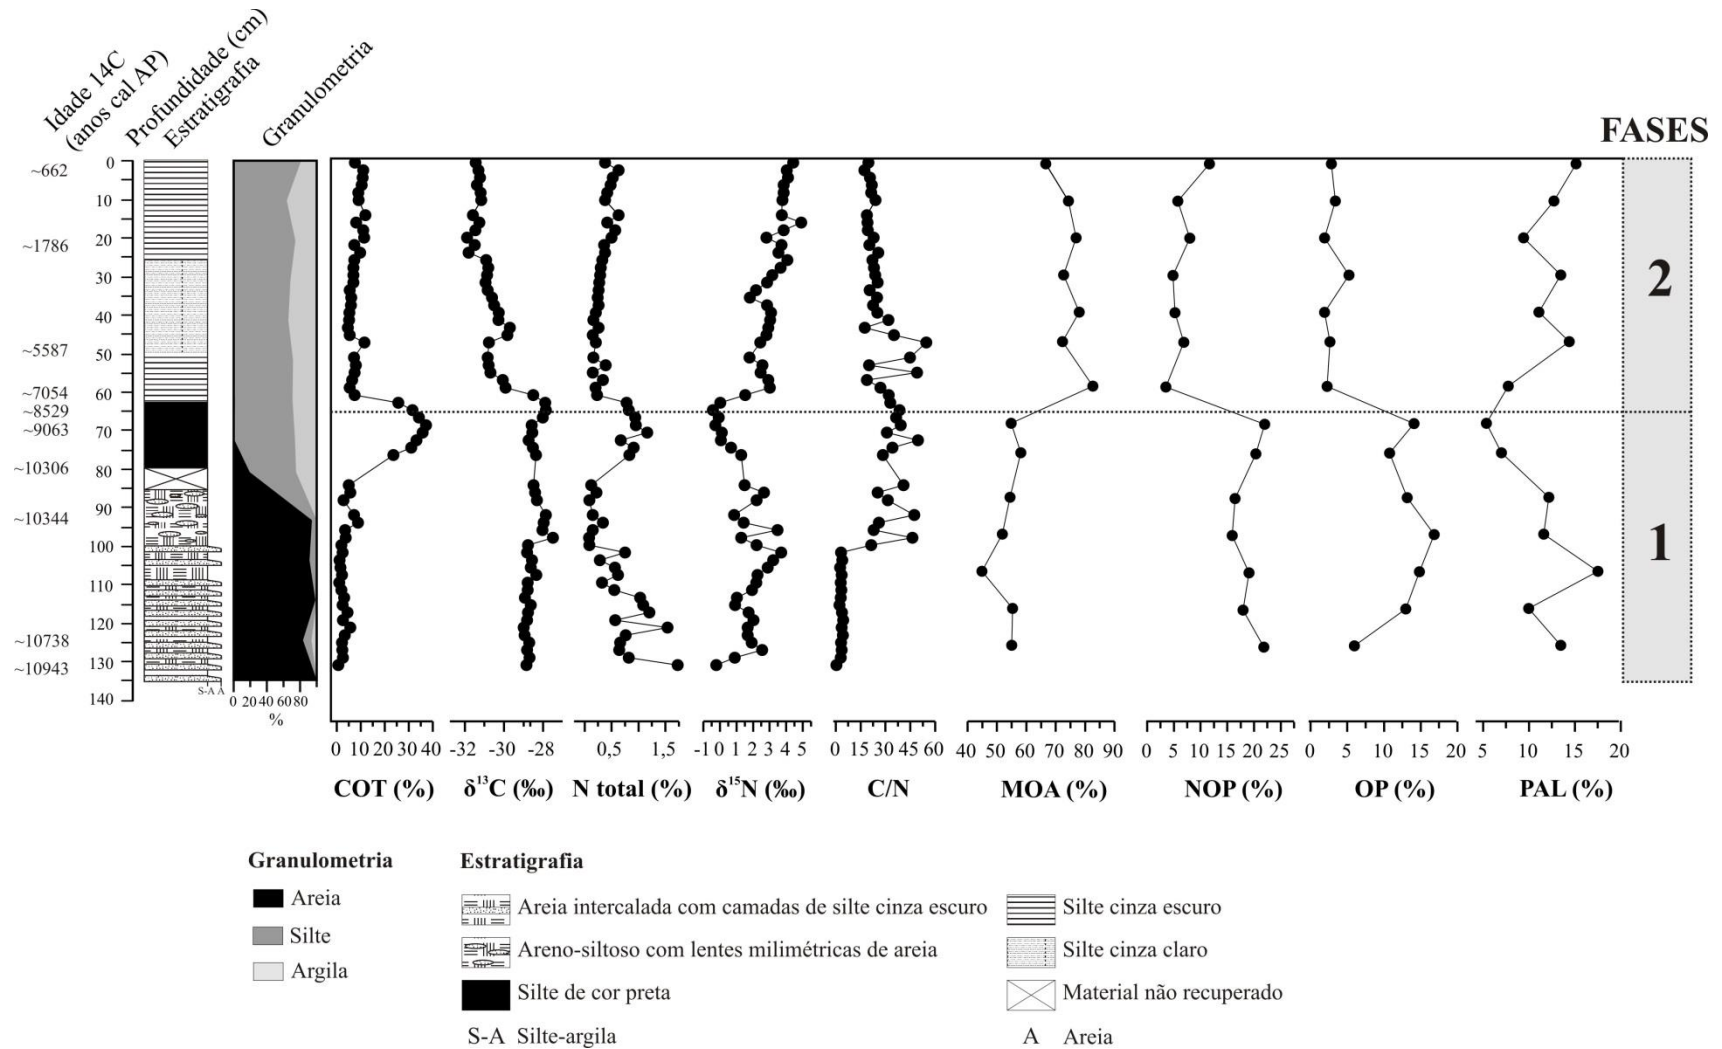 Idade 14C
(anos cal AP)
Profundidade (cm)
Estratigrafia
Granulometria
FASES
~662
~1786
~5587
~7054
~8529
~9063
~10306
~10344
~10738
~10943
0
10
20
30
40
50
60
70
80
90
100
110
120
130
140
2
1
S-A A
0 20 40 60 80
%
0 10 20 30 40
-32 -30 -28
0,5 1,5
-1 0 1 2 3 4 5
0 15 30 45 60
40 50 60 70 80 90
0 5 10 15 20 25
0 5 10 15 20
5 10 15 20
COT (%)
δ¹³C (‰)
N total (%)
δ¹⁵N (‰)
C/N
MOA (%)
NOP (%)
OP (%)
PAL (%)
Granulometria
Areia
Silte
Argila
Estratigrafia
Areia intercalada com camadas de silte cinza escuro
Areno-siltoso com lentes milimétricas de areia
Silte de cor preta
S-A Silte-argila
Silte cinza escuro
Silte cinza claro
Material não recuperado
A Areia